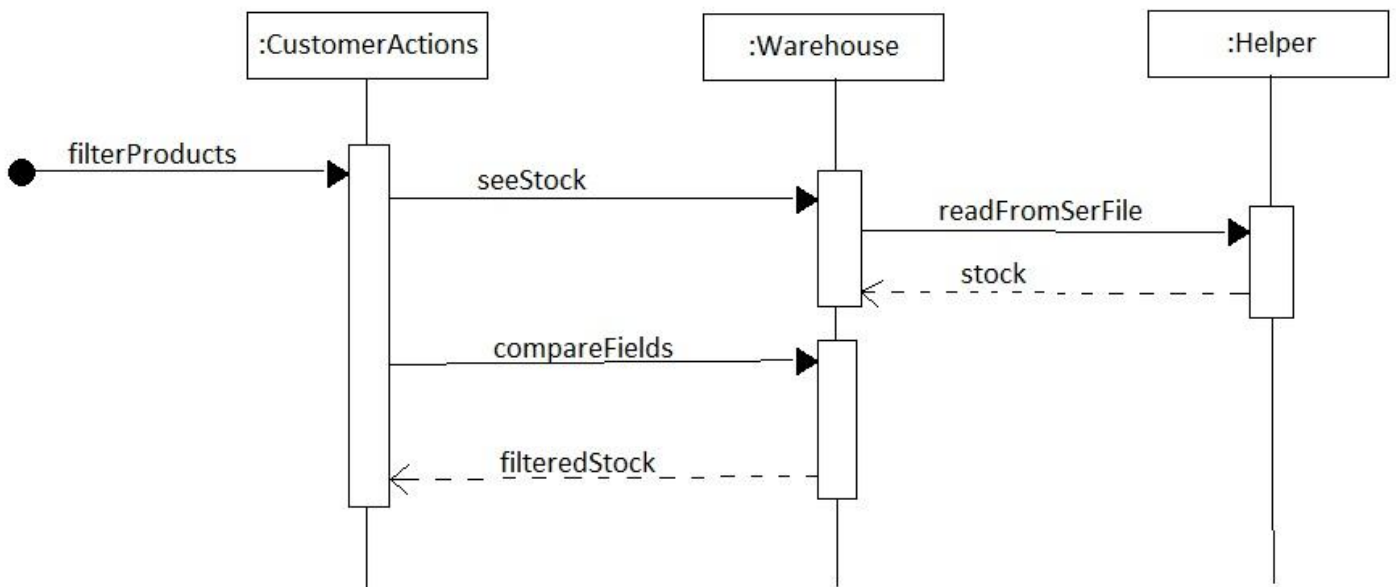 :CustomerActions
:Warehouse
:Helper
filterProducts
seeStock
readFromSerFile
stock
compareFields
filteredStock